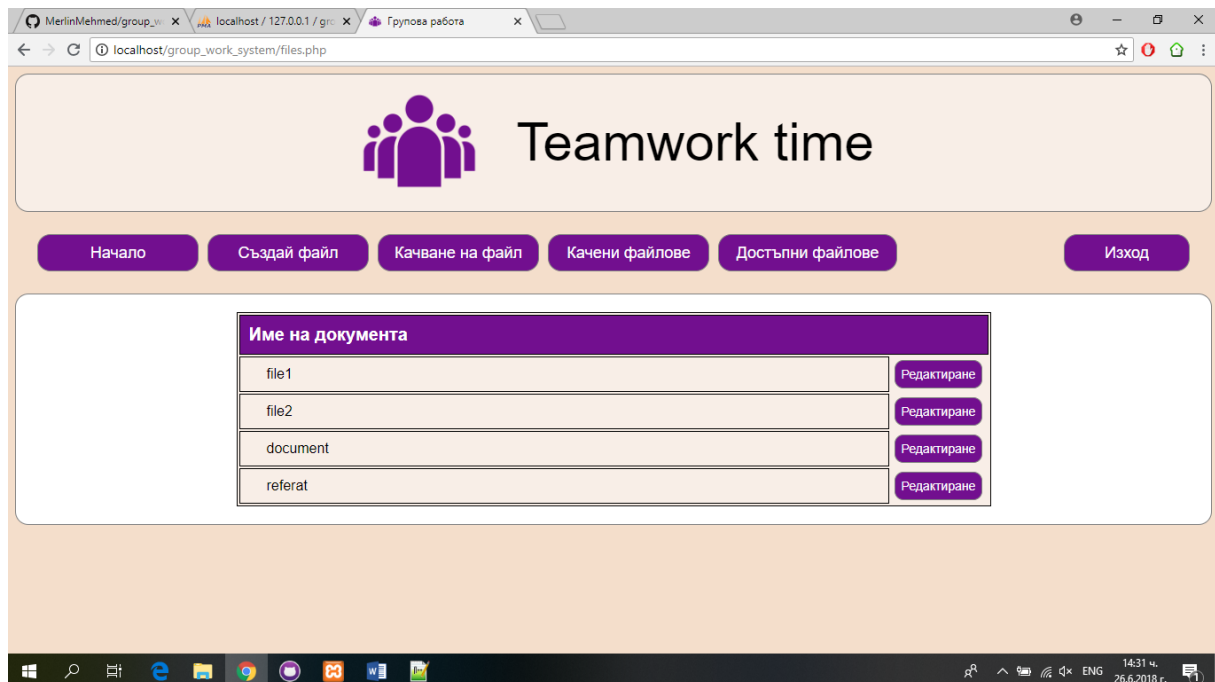 MerlinMehmed/group_w
localhost / 127.0.0.1 / gro
Групова работа
localhost/group_work_system/files.php
Teamwork time
Начало
Създай файл
Качване на файл
Качени файлове
Достъпни файлове
Изход
Име на документа
file1
Редактиране
file2
Редактиране
document
Редактиране
referat
Редактиране
ENG
14:31 ч.
26.6.2018 г.